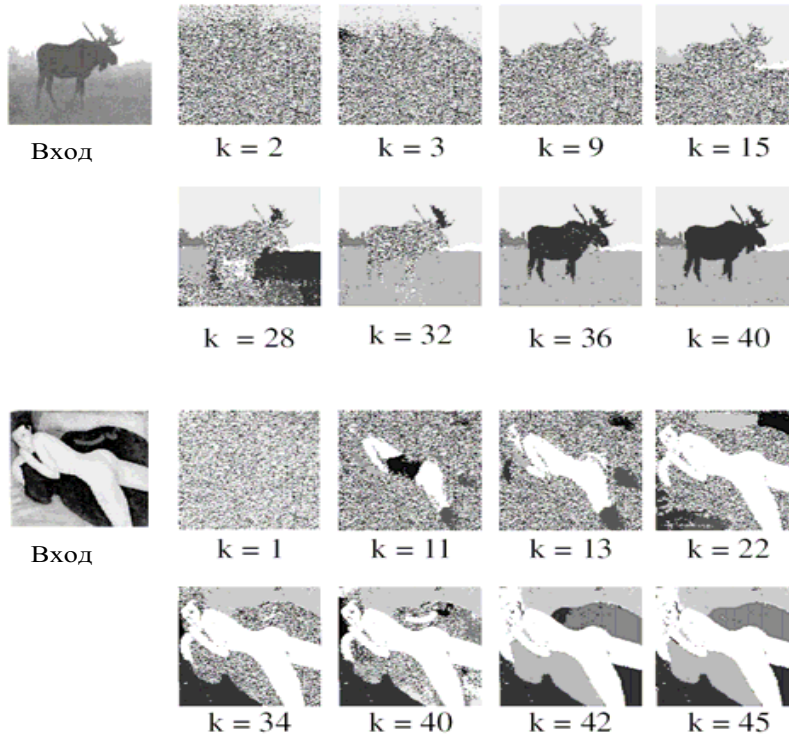 k = 2 k = 3 k = 9 k = 15
Вход
k = 28 k = 32 k = 36 k = 40
k = 1 k = 11 k = 13 k = 22
Вход
k = 34 k = 40 k = 42 k = 45